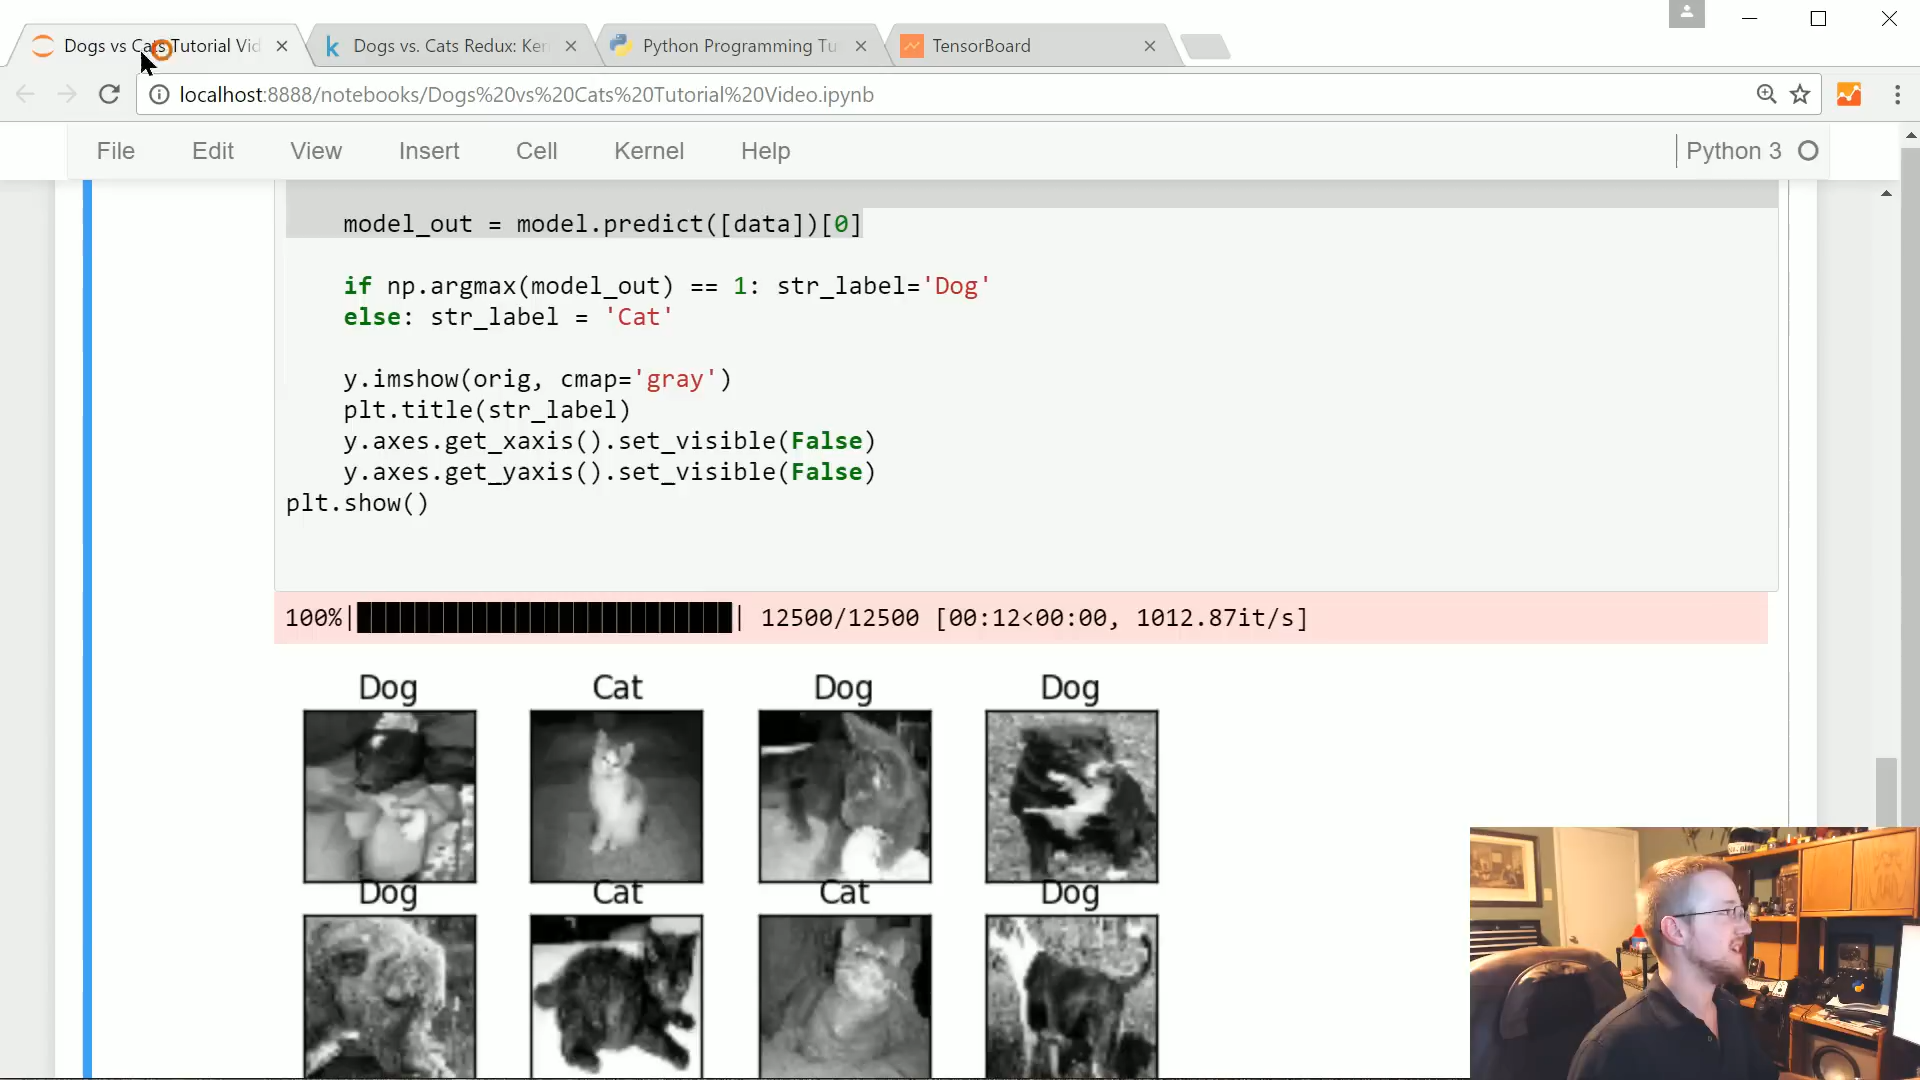 Dogs vs Cats Tutorial Vid
Dogs vs. Cats Redux: Ker
Python Programming Tu
TensorBoard
localhost:8888/notebooks/Dogs%20vs%20Cats%20Tutorial%20Video.ipynb
File Edit View Insert Cell Kernel Help Python 3
model_out = model.predict([data])[0]
if np.argmax(model_out) == 1: str_label='Dog'
else: str_label = 'Cat'
y.imshow(orig, cmap='gray')
plt.title(str_label)
y.axes.get_xaxis().set_visible(False)
y.axes.get_yaxis().set_visible(False)
plt.show()
100%| | 12500/12500 [00:12<00:00, 1012.87it/s]
Dog Cat Dog Dog
Dog Cat Cat Dog